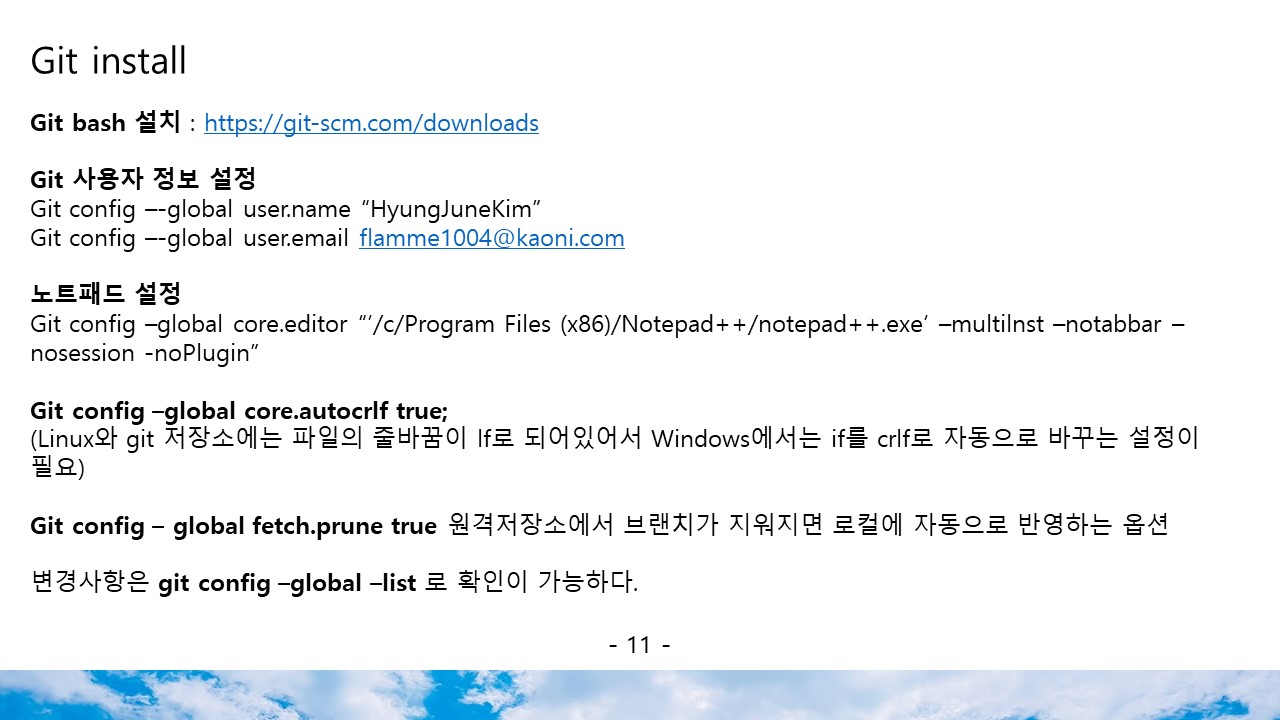 Git install
Git bash 설치 : https://git-scm.com/downloads
Git 사용자 정보 설정
Git config –-global user.name “HyungJuneKim”
Git config –-global user.email flamme1004@kaoni.com
노트패드 설정
Git config –global core.editor “‘/c/Program Files (x86)/Notepad++/notepad++.exe’ –multilnst –notabbar –
nosession -noPlugin”
Git config –global core.autocrlf true;
(Linux와 git 저장소에는 파일의 줄바꿈이 lf로 되어있어서 Windows에서는 if를 crlf로 자동으로 바꾸는 설정이
필요)
Git config – global fetch.prune true 원격저장소에서 브랜치가 지워지면 로컬에 자동으로 반영하는 옵션
변경사항은 git config –global –list 로 확인이 가능하다.
- 11 -